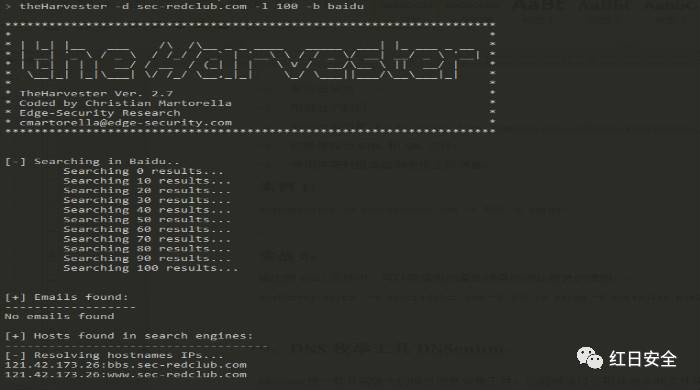 > theHarvester -d sec-redclub.com -l 100 -b baidu
*******************************************************************
* TheHarvester Ver. 2.7 *
* Coded by Christian Martorella *
* Edge-Security Research *
* cmartorella@edge-security.com *
*******************************************************************
[-] Searching in Baidu..
Searching 0 results...
Searching 10 results...
Searching 20 results...
Searching 30 results...
Searching 40 results...
Searching 50 results...
Searching 60 results...
Searching 70 results...
Searching 80 results...
Searching 90 results...
Searching 100 results...
[+] Emails found:
------------------
No emails found
[+] Hosts found in search engines:
------------------------------------
[-] Resolving hostnames IPs...
121.42.173.26:bbs.sec-redclub.com
121.42.173.26:www.sec-redclub.com
红日安全